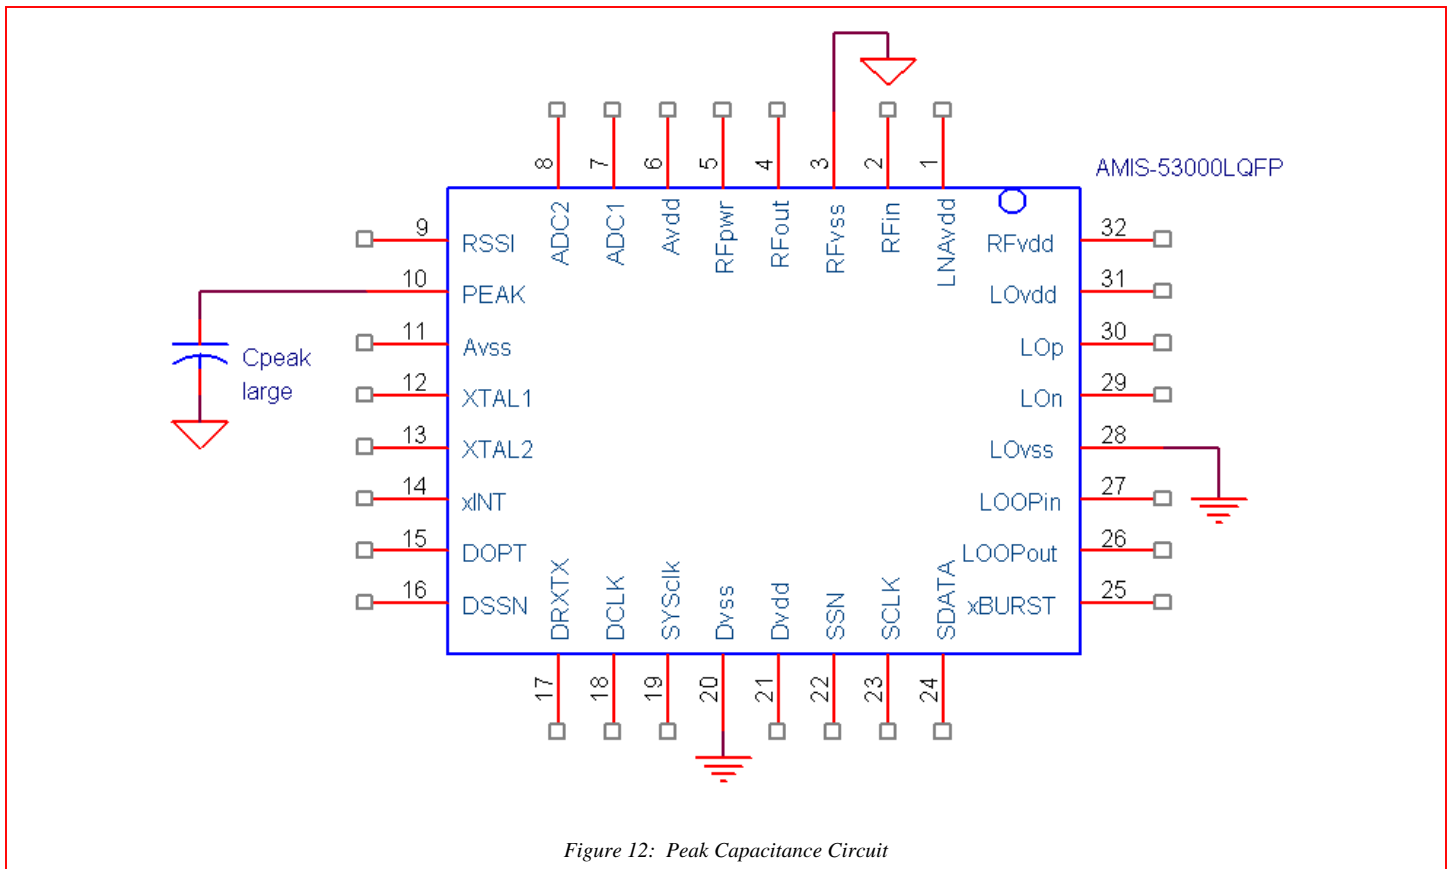 8
7
6
5
4
3
2
1
AMIS-53000LQFP
ADC2
ADC1
Avdd
RFpwr
RFout
RFvss
RFin
LNAvdd
9
RSSI
10
PEAK
11
Avss
12
XTAL1
13
XTAL2
14
xINT
15
DOPT
16
DSSN
Cpeak
large
RFvdd
32
LOvdd
31
LOp
30
LOn
29
LOvss
28
LOOPin
27
LOOPout
26
xBURST
25
DRXTX
DCLK
SYSclk
Dvss
Dvdd
SSN
SCLK
SDATA
17
18
19
20
21
22
23
24
Figure 12: Peak Capacitance Circuit